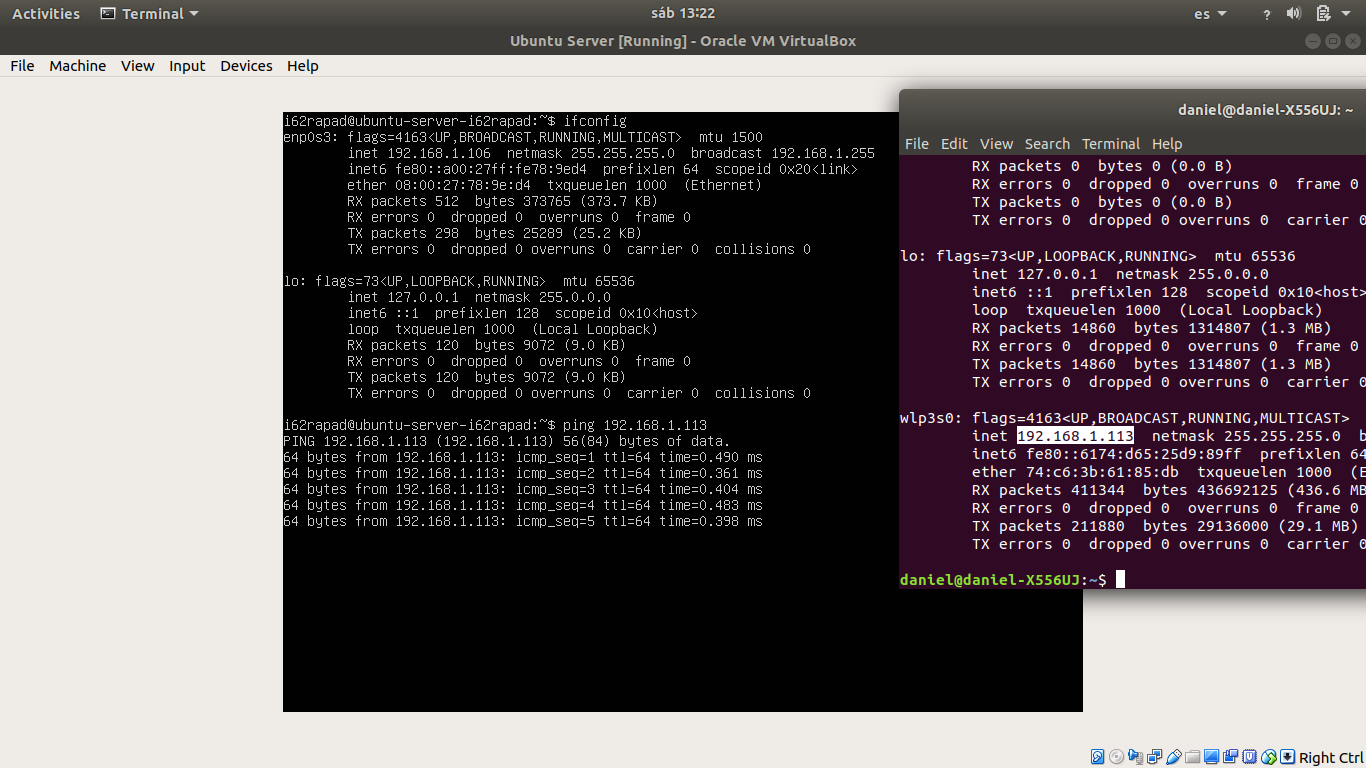 Activities Terminal sáb 13:22 es ?
Ubuntu Server [Running] - Oracle VM VirtualBox
File Machine View Input Devices Help
i62rapad@ubuntu-server-i62rapad:~$ ifconfig
enp0s3: flags=4163<UP,BROADCAST,RUNNING,MULTICAST>  mtu 1500
        inet 192.168.1.106  netmask 255.255.255.0  broadcast 192.168.1.255
        inet6 fe80::a00:27ff:fe78:9ed4  prefixlen 64  scopeid 0x20<link>
        ether 08:00:27:78:9e:d4  txqueuelen 1000  (Ethernet)
        RX packets 512  bytes 373765 (373.7 KB)
        RX errors 0  dropped 0  overruns 0  frame 0
        TX packets 298  bytes 25289 (25.2 KB)
        TX errors 0  dropped 0 overruns 0  carrier 0  collisions 0
lo: flags=73<UP,LOOPBACK,RUNNING>  mtu 65536
        inet 127.0.0.1  netmask 255.0.0.0
        inet6 ::1  prefixlen 128  scopeid 0x10<host>
        loop  txqueuelen 1000  (Local Loopback)
        RX packets 120  bytes 9072 (9.0 KB)
        RX errors 0  dropped 0  overruns 0  frame 0
        TX packets 120  bytes 9072 (9.0 KB)
        TX errors 0  dropped 0 overruns 0  carrier 0  collisions 0
i62rapad@ubuntu-server-i62rapad:~$ ping 192.168.1.113
PING 192.168.1.113 (192.168.1.113) 56(84) bytes of data.
64 bytes from 192.168.1.113: icmp_seq=1 ttl=64 time=0.490 ms
64 bytes from 192.168.1.113: icmp_seq=2 ttl=64 time=0.361 ms
64 bytes from 192.168.1.113: icmp_seq=3 ttl=64 time=0.404 ms
64 bytes from 192.168.1.113: icmp_seq=4 ttl=64 time=0.483 ms
64 bytes from 192.168.1.113: icmp_seq=5 ttl=64 time=0.398 ms
daniel@daniel-X556UJ: ~
File Edit View Search Terminal Help
        RX packets 0  bytes 0 (0.0 B)
        RX errors 0  dropped 0  overruns 0  frame 0
        TX packets 0  bytes 0 (0.0 B)
        TX errors 0  dropped 0 overruns 0  carrier
lo: flags=73<UP,LOOPBACK,RUNNING>  mtu 65536
        inet 127.0.0.1  netmask 255.0.0.0
        inet6 ::1  prefixlen 128  scopeid 0x10<host>
        loop  txqueuelen 1000  (Local Loopback)
        RX packets 14860  bytes 1314807 (1.3 MB)
        RX errors 0  dropped 0  overruns 0  frame 0
        TX packets 14860  bytes 1314807 (1.3 MB)
        TX errors 0  dropped 0 overruns 0  carrier
wlp3s0: flags=4163<UP,BROADCAST,RUNNING,MULTICAST>
        inet 192.168.1.113  netmask 255.255.255.0  b
        inet6 fe80::6174:d65:25d9:89ff  prefixlen 64
        ether 74:c6:3b:61:85:db  txqueuelen 1000  (E
        RX packets 411344  bytes 436692125 (436.6 MB
        RX errors 0  dropped 0  overruns 0  frame 0
        TX packets 211880  bytes 29136000 (29.1 MB)
        TX errors 0  dropped 0 overruns 0  carrier
daniel@daniel-X556UJ:~$
Right Ctrl